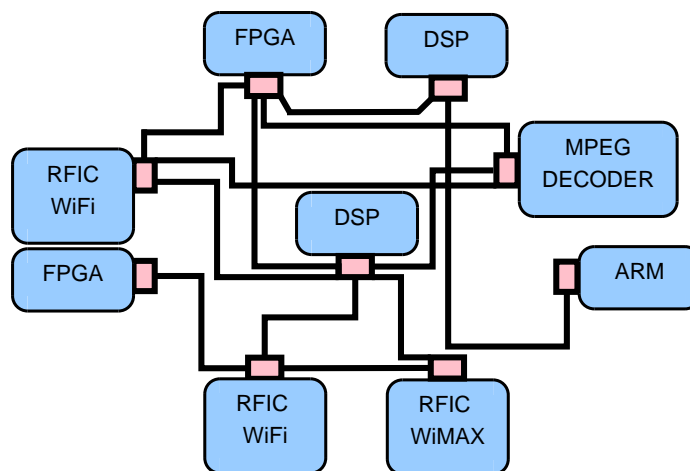 FPGA
DSP
MPEG
DECODER
RFIC
WiFi
DSP
FPGA
ARM
RFIC
WiFi
RFIC
WiMAX